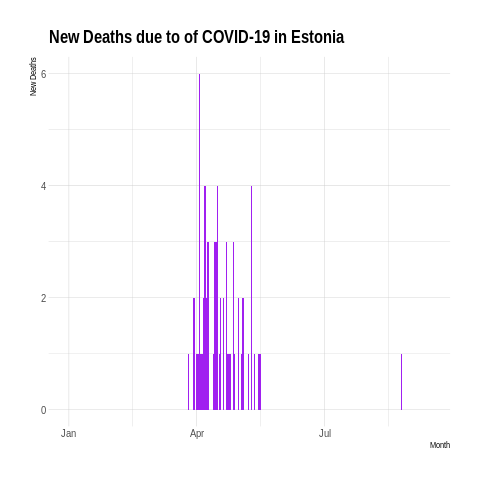 New Deaths due to of COVID-19 in Estonia
New Deaths
6
4
2
0
Jan
Apr
Jul
Month